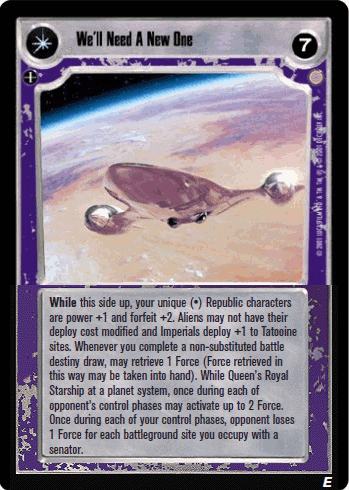 We'll Need A New One
7
While this side up, your unique (•) Republic characters
are power +1 and forfeit +2. Aliens may not have their
deploy cost modified and Imperials deploy +1 to Tatooine
sites. Whenever you complete a non-substituted battle
destiny draw, may retrieve 1 Force (Force retrieved in
this way may be taken into hand). While Queen's Royal
Starship at a planet system, once during each of
opponent's control phases may activate up to 2 Force.
Once during each of your control phases, opponent loses
1 Force for each battleground site you occupy with a
senator.
E